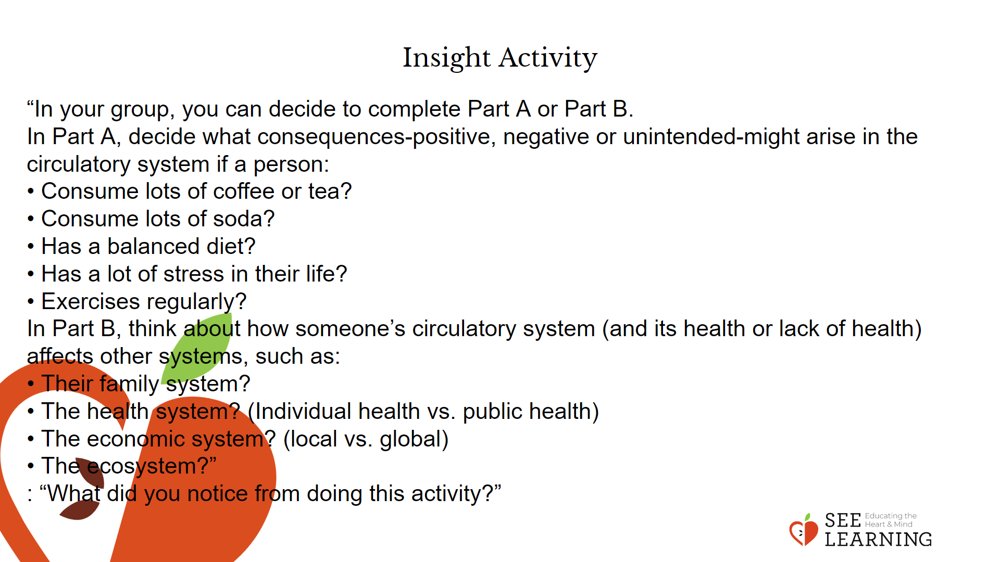 Insight Activity
“In your group, you can decide to complete Part A or Part B.
In Part A, decide what consequences-positive, negative or unintended-might arise in the
circulatory system if a person:
• Consume lots of coffee or tea?
• Consume lots of soda?
• Has a balanced diet?
• Has a lot of stress in their life?
• Exercises regularly?
In Part B, think about how someone’s circulatory system (and its health or lack of health)
affects other systems, such as:
• Their family system?
• The health system? (Individual health vs. public health)
• The economic system? (local vs. global)
• The ecosystem?”
: “What did you notice from doing this activity?”
SEE
Educating the
Heart & Mind
LEARNING